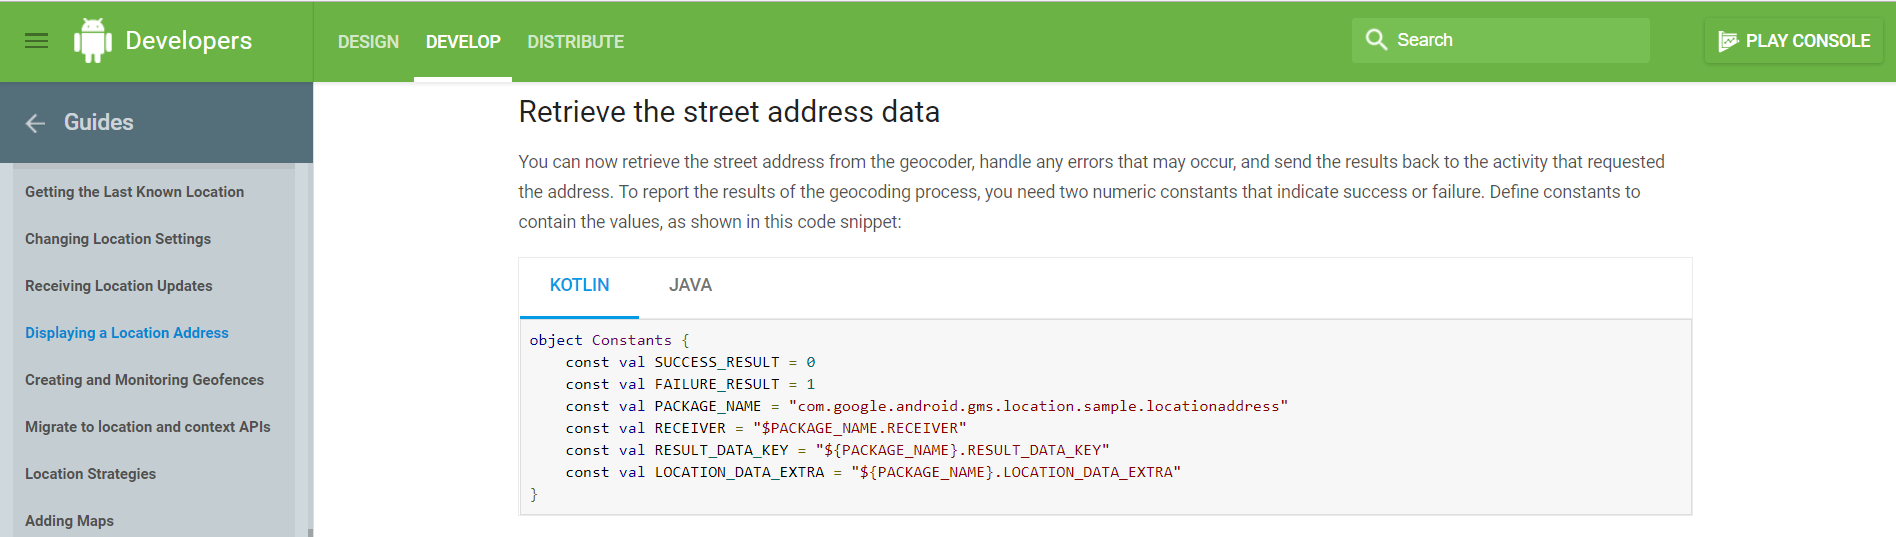 Developers
DESIGN DEVELOP DISTRIBUTE
Search
PLAY CONSOLE
Guides
Getting the Last Known Location
Changing Location Settings
Receiving Location Updates
Displaying a Location Address
Creating and Monitoring Geofences
Migrate to location and context APIs
Location Strategies
Adding Maps
Retrieve the street address data
You can now retrieve the street address from the geocoder, handle any errors that may occur, and send the results back to the activity that requested
the address. To report the results of the geocoding process, you need two numeric constants that indicate success or failure. Define constants to
contain the values, as shown in this code snippet:
KOTLIN JAVA
object Constants {
    const val SUCCESS_RESULT = 0
    const val FAILURE_RESULT = 1
    const val PACKAGE_NAME = "com.google.android.gms.location.sample.locationaddress"
    const val RECEIVER = "$PACKAGE_NAME.RECEIVER"
    const val RESULT_DATA_KEY = "${PACKAGE_NAME}.RESULT_DATA_KEY"
    const val LOCATION_DATA_EXTRA = "${PACKAGE_NAME}.LOCATION_DATA_EXTRA"
}